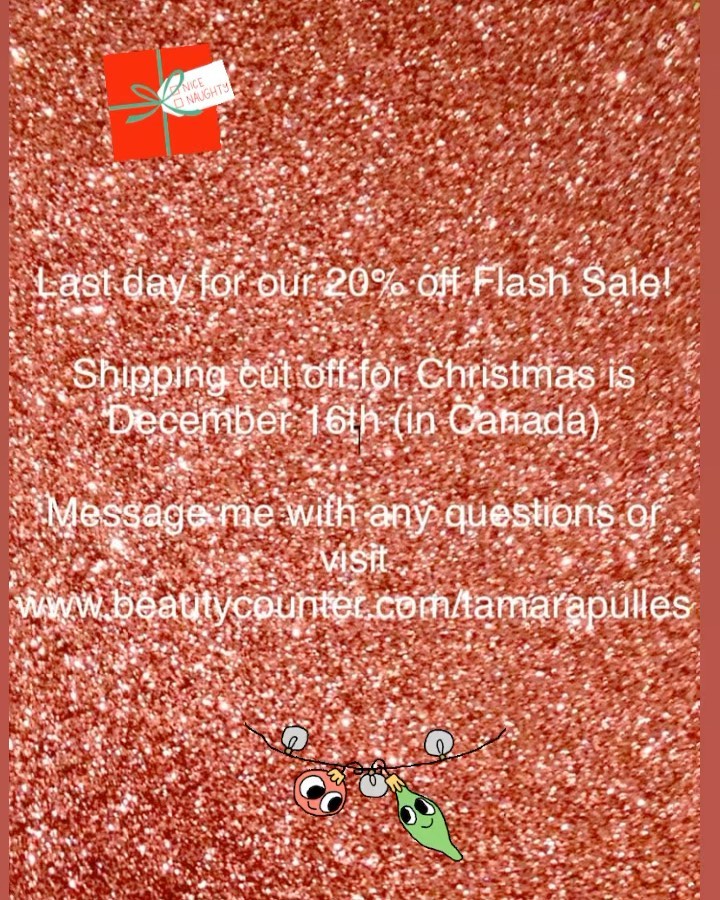 NICE
NAUGHTY
Last day for our 20% off Flash Sale!
Shipping cut off for Christmas is
December 16th (in Canada)
Message me with any questions or
visit
www.beautycounter.com/tamarapulles